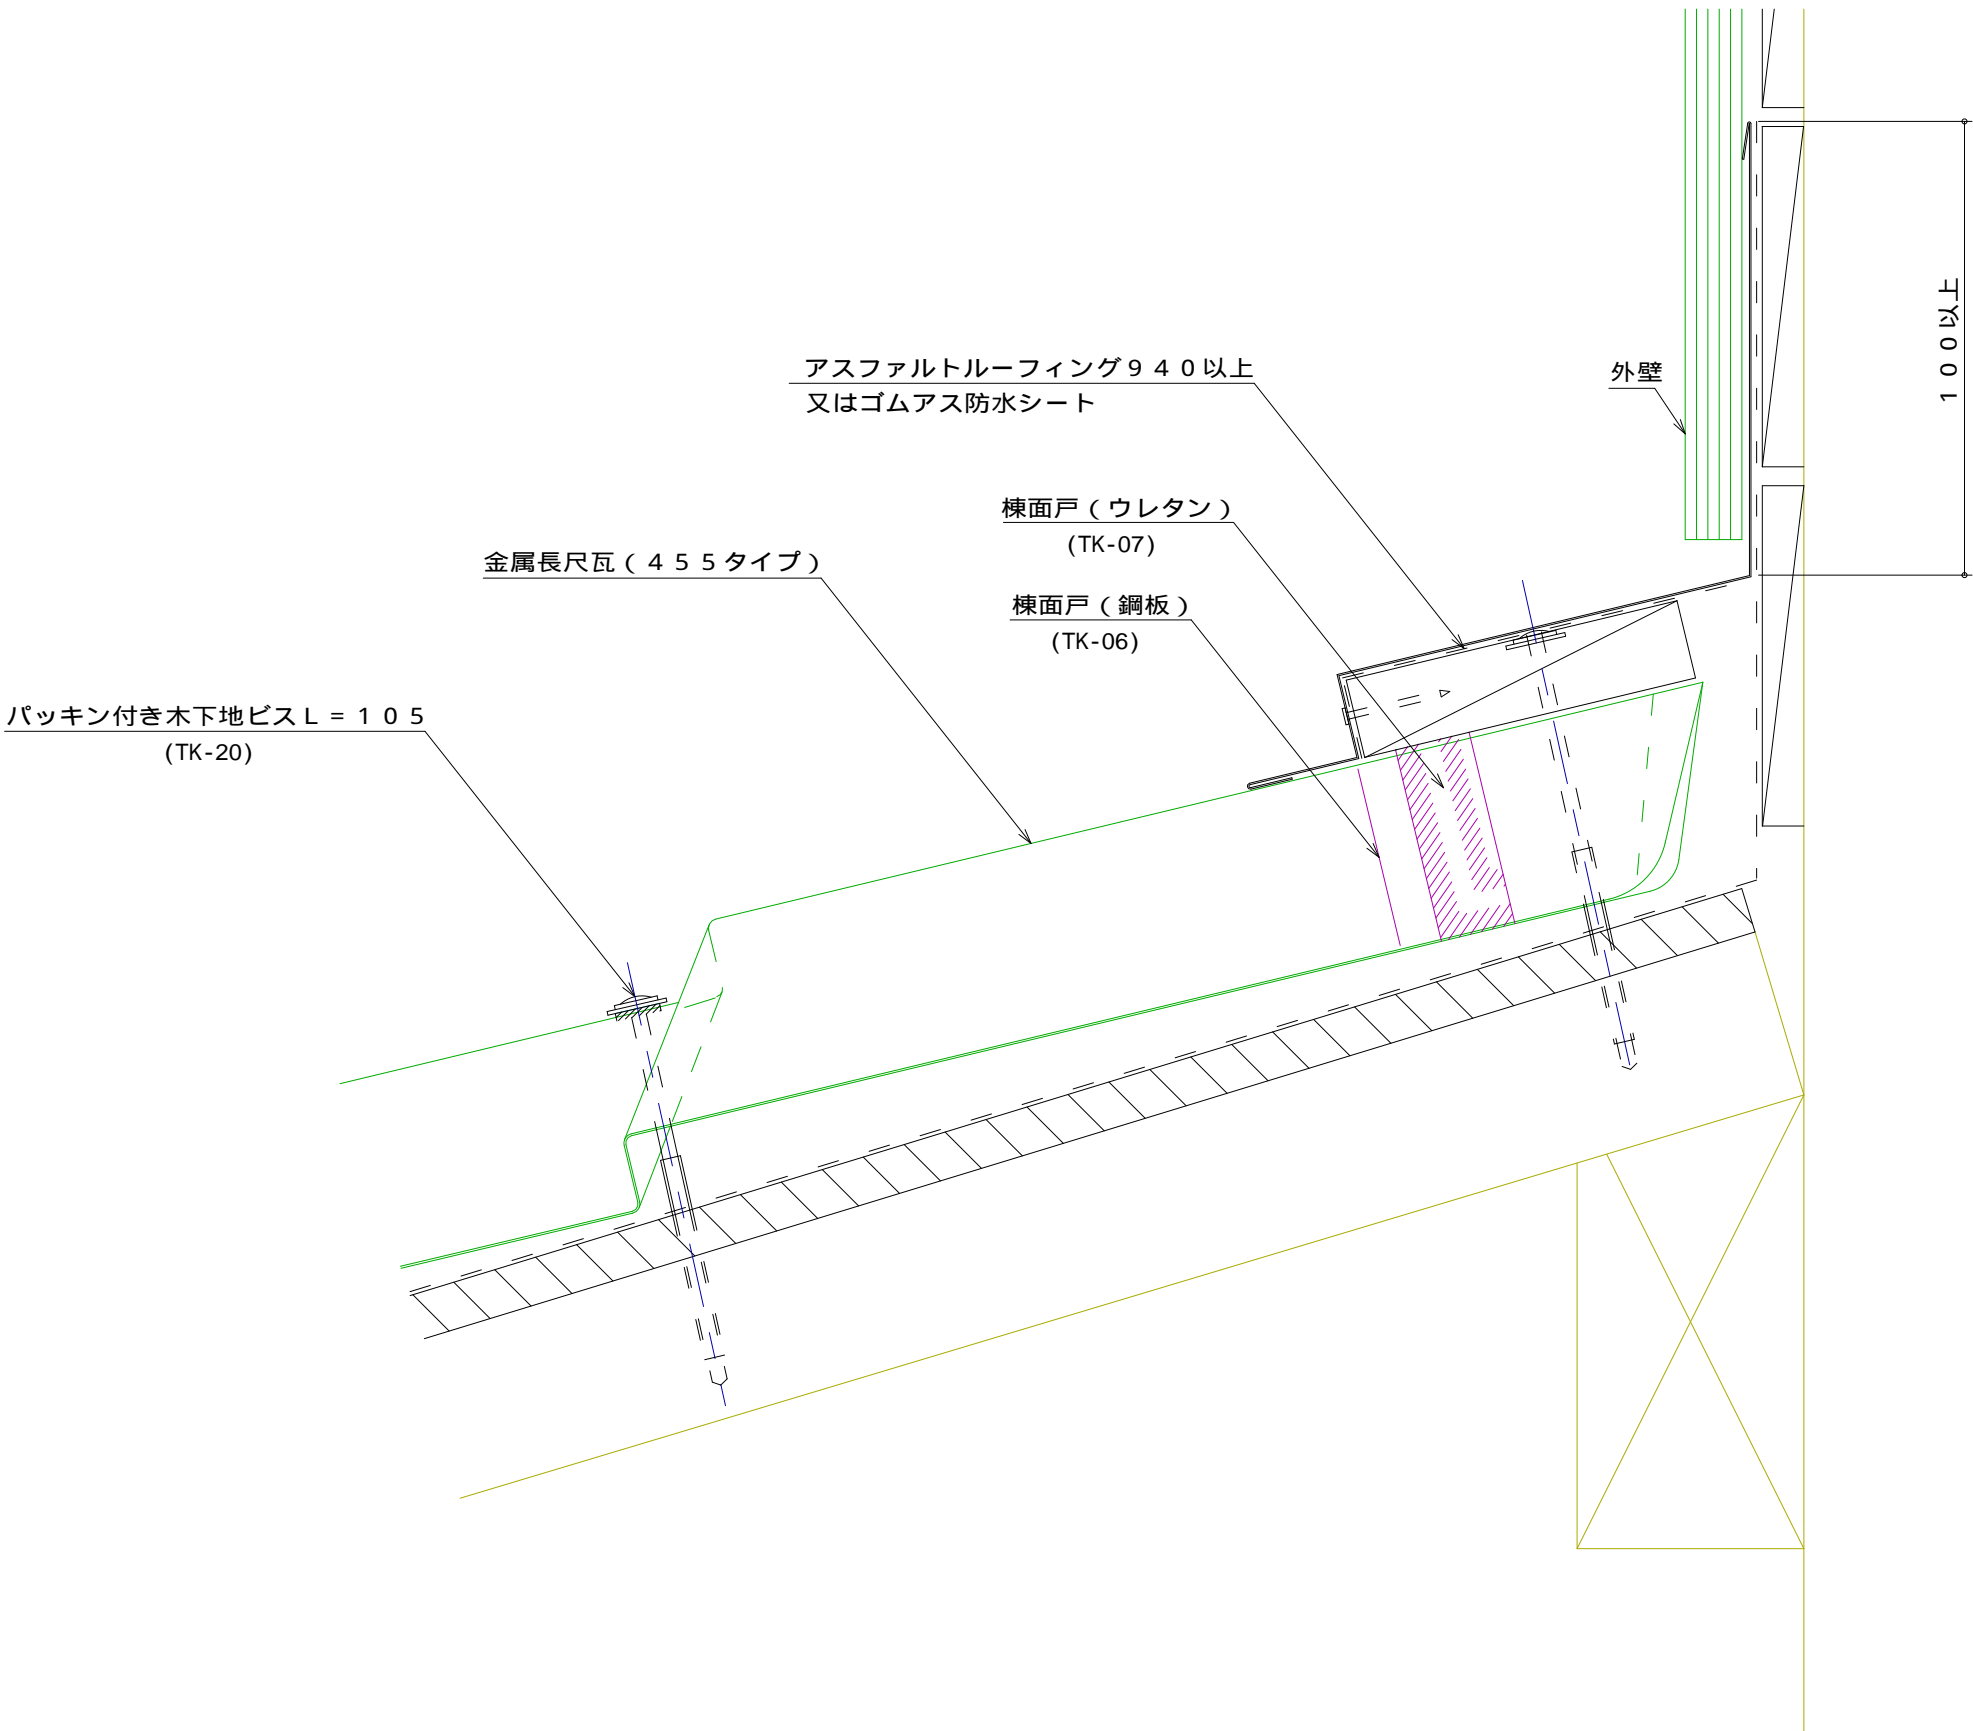 アスファルトルーフィング９４０以上
又はゴムアス防水シート
外壁
１００以上
棟面戸（ウレタン）
(TK-07)
金属長尺瓦（４５５タイプ）
棟面戸（鋼板）
(TK-06)
パッキン付き木下地ビスＬ＝１０５
(TK-20)